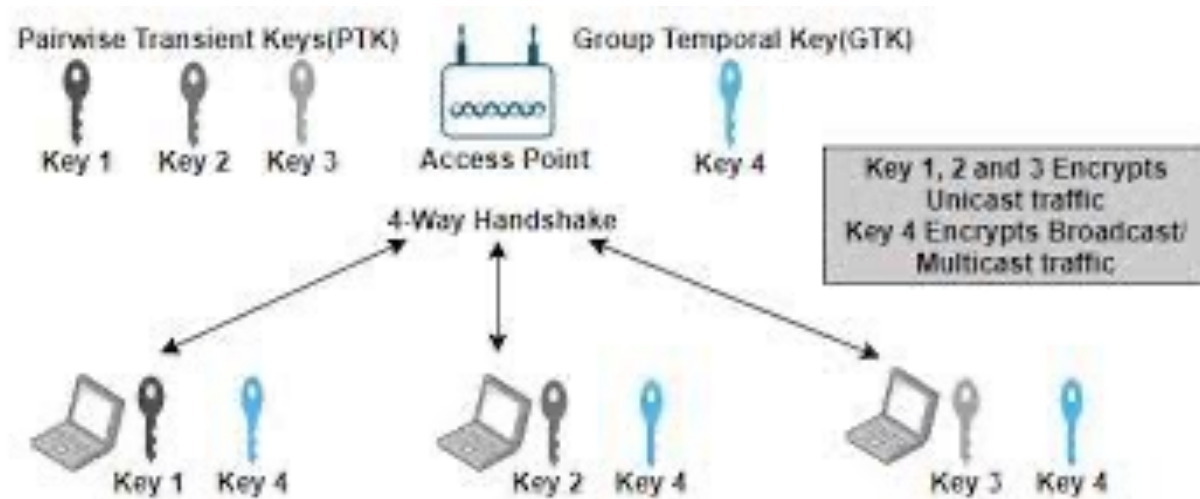 Pairwise Transient Keys(PTK)
Group Temporal Key(GTK)
Key 1
Key 2
Key 3
Access Point
Key 4
Key 1, 2 and 3 Encrypts
Unicast traffic
Key 4 Encrypts Broadcast/
Multicast traffic
4-Way Handshake
Key 1
Key 4
Key 2
Key 4
Key 3
Key 4